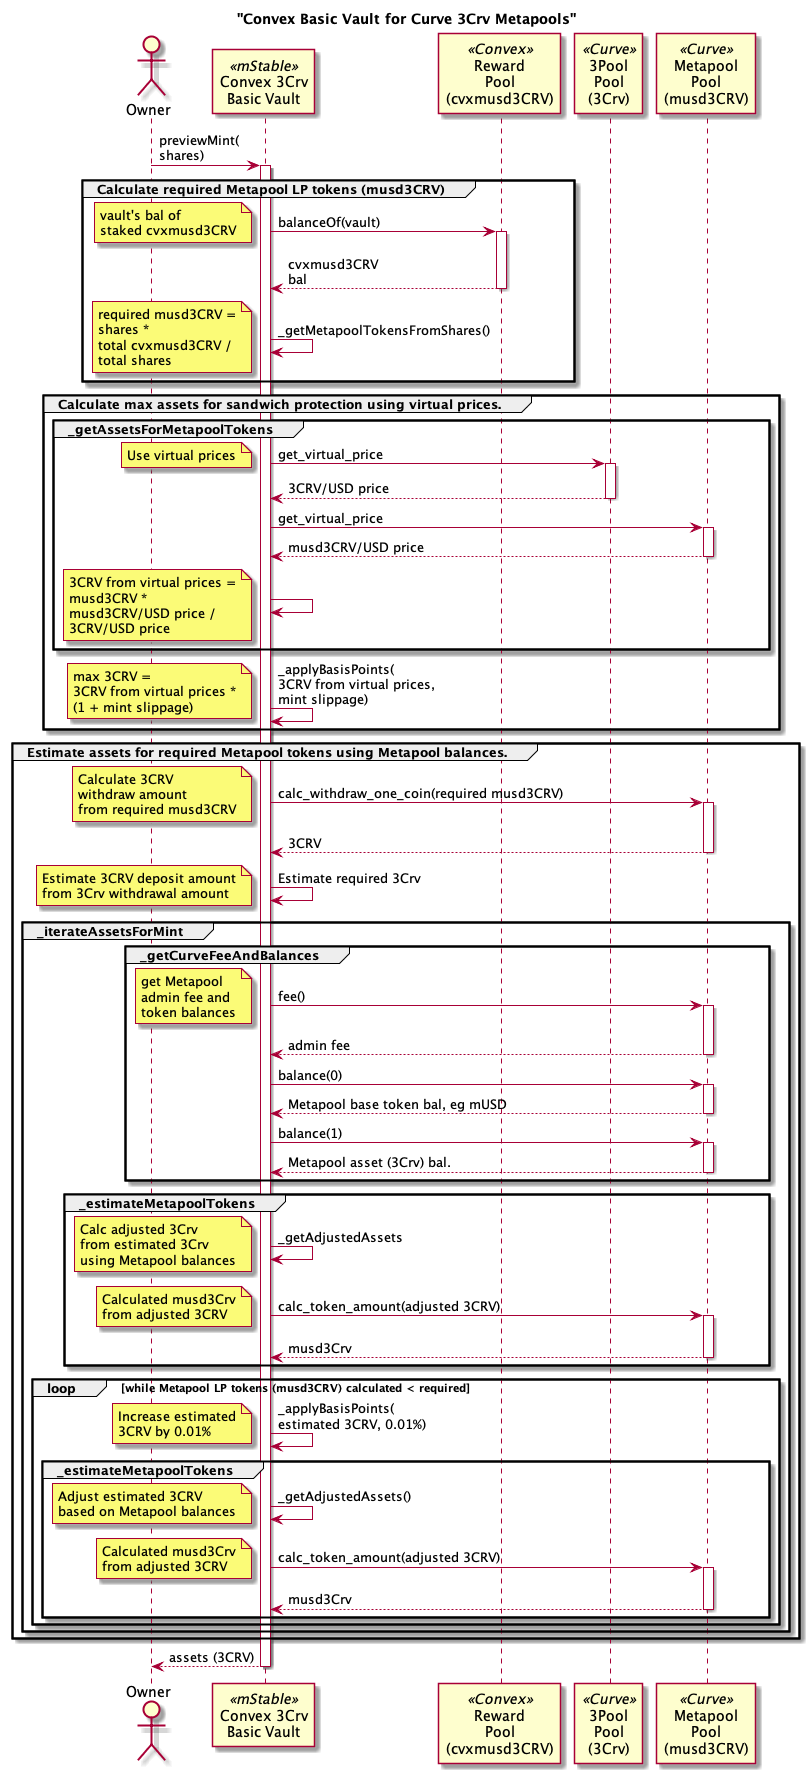 "Convex Basic Vault for Curve 3Crv Metapools"
Owner
«mStable»
Convex 3Crv
Basic Vault
«Convex»
Reward
Pool
(cvxmusd3CRV)
«Curve»
3Pool
Pool
(3Crv)
«Curve»
Metapool
Pool
(musd3CRV)
previewMint(
shares)
Calculate required Metapool LP tokens (musd3CRV)
vault's bal of
staked cvxmusd3CRV
balanceOf(vault)
cvxmusd3CRV
bal
required musd3CRV =
shares *
total cvxmusd3CRV /
total shares
_getMetapoolTokensFromShares()
Calculate max assets for sandwich protection using virtual prices.
_getAssetsForMetapoolTokens
Use virtual prices
get_virtual_price
3CRV/USD price
get_virtual_price
musd3CRV/USD price
3CRV from virtual prices =
musd3CRV *
musd3CRV/USD price /
3CRV/USD price
max 3CRV =
3CRV from virtual prices *
(1 + mint slippage)
_applyBasisPoints(
3CRV from virtual prices,
mint slippage)
Estimate assets for required Metapool tokens using Metapool balances.
Calculate 3CRV
withdraw amount
from required musd3CRV
calc_withdraw_one_coin(required musd3CRV)
3CRV
Estimate 3CRV deposit amount
from 3Crv withdrawal amount
Estimate required 3Crv
_iterateAssetsForMint
_getCurveFeeAndBalances
get Metapool
admin fee and
token balances
fee()
admin fee
balance(0)
Metapool base token bal, eg mUSD
balance(1)
Metapool asset (3Crv) bal.
_estimateMetapoolTokens
Calc adjusted 3Crv
from estimated 3Crv
using Metapool balances
_getAdjustedAssets
Calculated musd3Crv
from adjusted 3CRV
calc_token_amount(adjusted 3CRV)
musd3Crv
loop
[while Metapool LP tokens (musd3CRV) calculated < required]
Increase estimated
3CRV by 0.01%
_applyBasisPoints(
estimated 3CRV, 0.01%)
_estimateMetapoolTokens
Adjust estimated 3CRV
based on Metapool balances
_getAdjustedAssets()
Calculated musd3Crv
from adjusted 3CRV
calc_token_amount(adjusted 3CRV)
musd3Crv
assets (3CRV)
Owner
«mStable»
Convex 3Crv
Basic Vault
«Convex»
Reward
Pool
(cvxmusd3CRV)
«Curve»
3Pool
Pool
(3Crv)
«Curve»
Metapool
Pool
(musd3CRV)